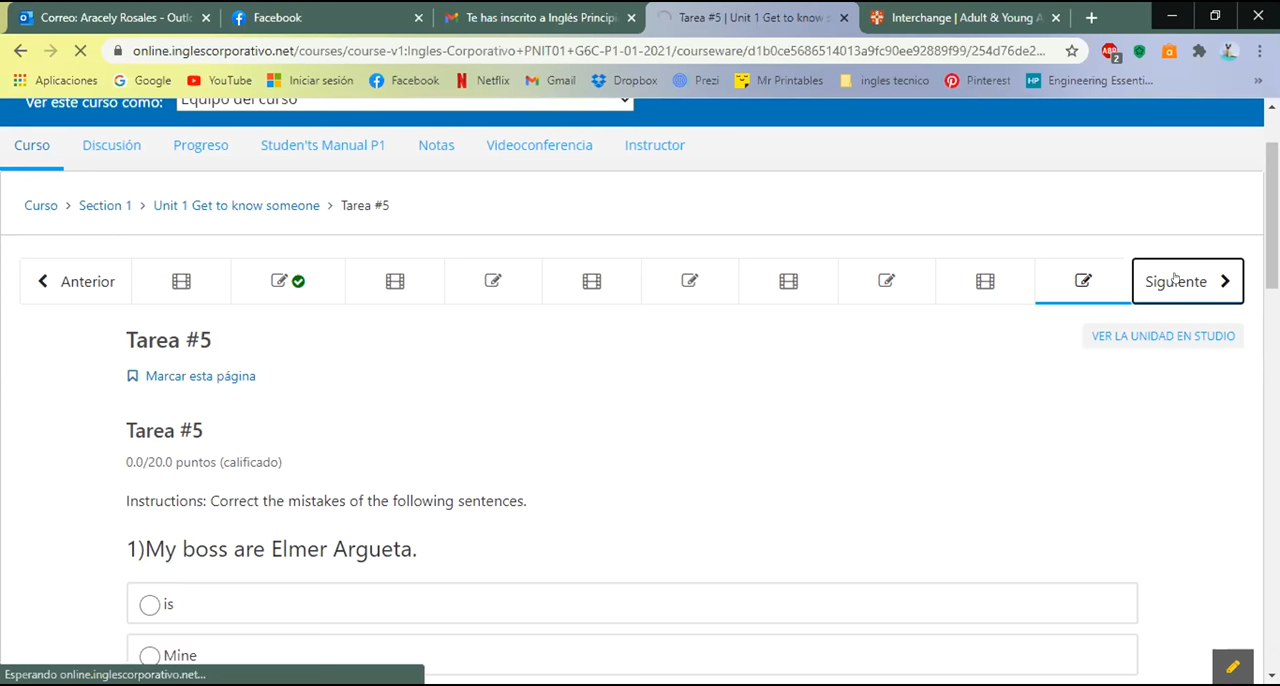 Correo: Aracely Rosales - Outl
Facebook
Te has inscrito a Inglés Princip
Tarea #5 | Unit 1 Get to know s
Interchange | Adult & Young A
online.inglescorporativo.net/courses/course-v1:Ingles-Corporativo+PNIT01+G6C-P1-01-2021/courseware/d1b0ce5686514013a9fc90ee92889f99/254d76de2...
ABP
2
Aplicaciones
Google
YouTube
Iniciar sesión
Facebook
Netflix
Gmail
Dropbox
Prezi
Mr Printables
ingles tecnico
Pinterest
HP
Engineering Essenti...
»
Ver este curso como:
Equipo del curso
Curso
Discusión
Progreso
Studen'ts Manual P1
Notas
Videoconferencia
Instructor
Curso > Section 1 > Unit 1 Get to know someone > Tarea #5
Anterior
Siguiente
Tarea #5
VER LA UNIDAD EN STUDIO
Marcar esta página
Tarea #5
0.0/20.0 puntos (calificado)
Instructions: Correct the mistakes of the following sentences.
1)My boss are Elmer Argueta.
is
Mine
Esperando online.inglescorporativo.net...